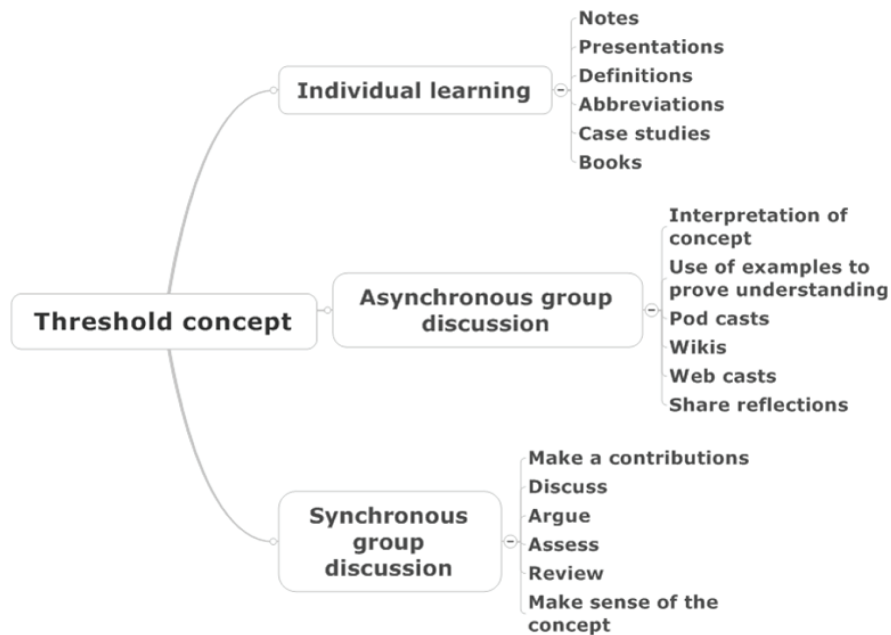 Notes
Presentations
Individual learning
Definitions
Abbreviations
Case studies
Books
Threshold concept
Asynchronous group
discussion
Interpretation of
concept
Use of examples to
prove understanding
Pod casts
Wikis
Web casts
Share reflections
Synchronous
group
discussion
Make a contributions
Discuss
Argue
Assess
Review
Make sense of the
concept